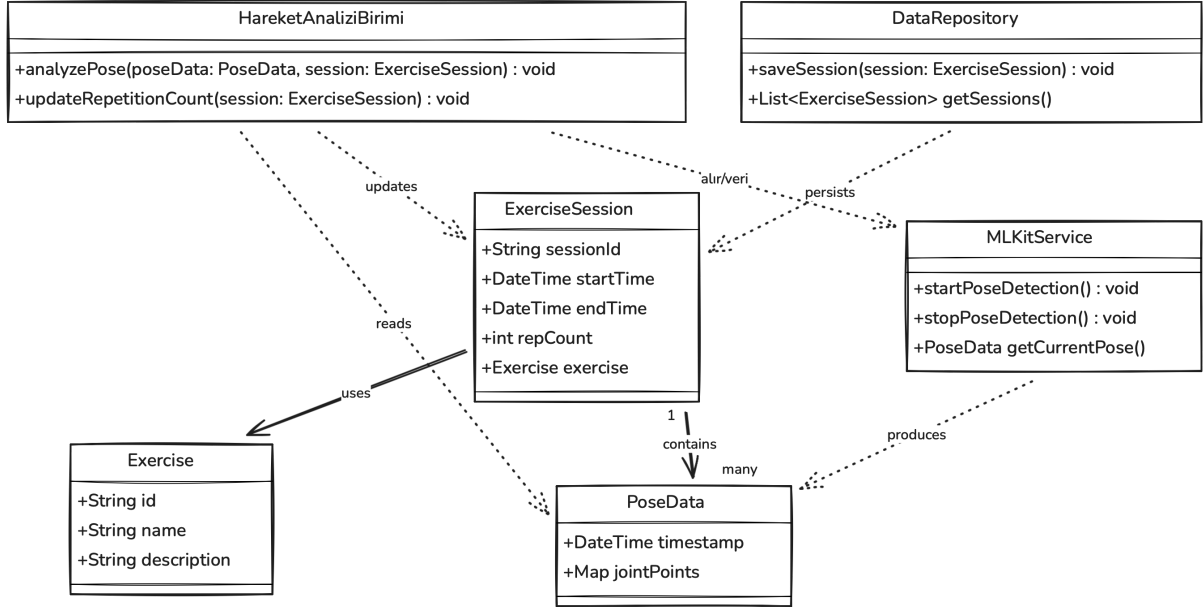 HareketAnaliziBirimi
+analyzePose(poseData: PoseData, session: ExerciseSession) : void
+updateRepetitionCount(session: ExerciseSession) : void
DataRepository
+saveSession(session: ExerciseSession) : void
+List<ExerciseSession> getSessions()
updates
alır/veri
persists
ExerciseSession
+String sessionId
+DateTime startTime
+DateTime endTime
+int repCount
+Exercise exercise
MLKitService
+startPoseDetection() : void
+stopPoseDetection() : void
+PoseData getCurrentPose()
reads
uses
1
contains
many
produces
Exercise
+String id
+String name
+String description
PoseData
+DateTime timestamp
+Map jointPoints